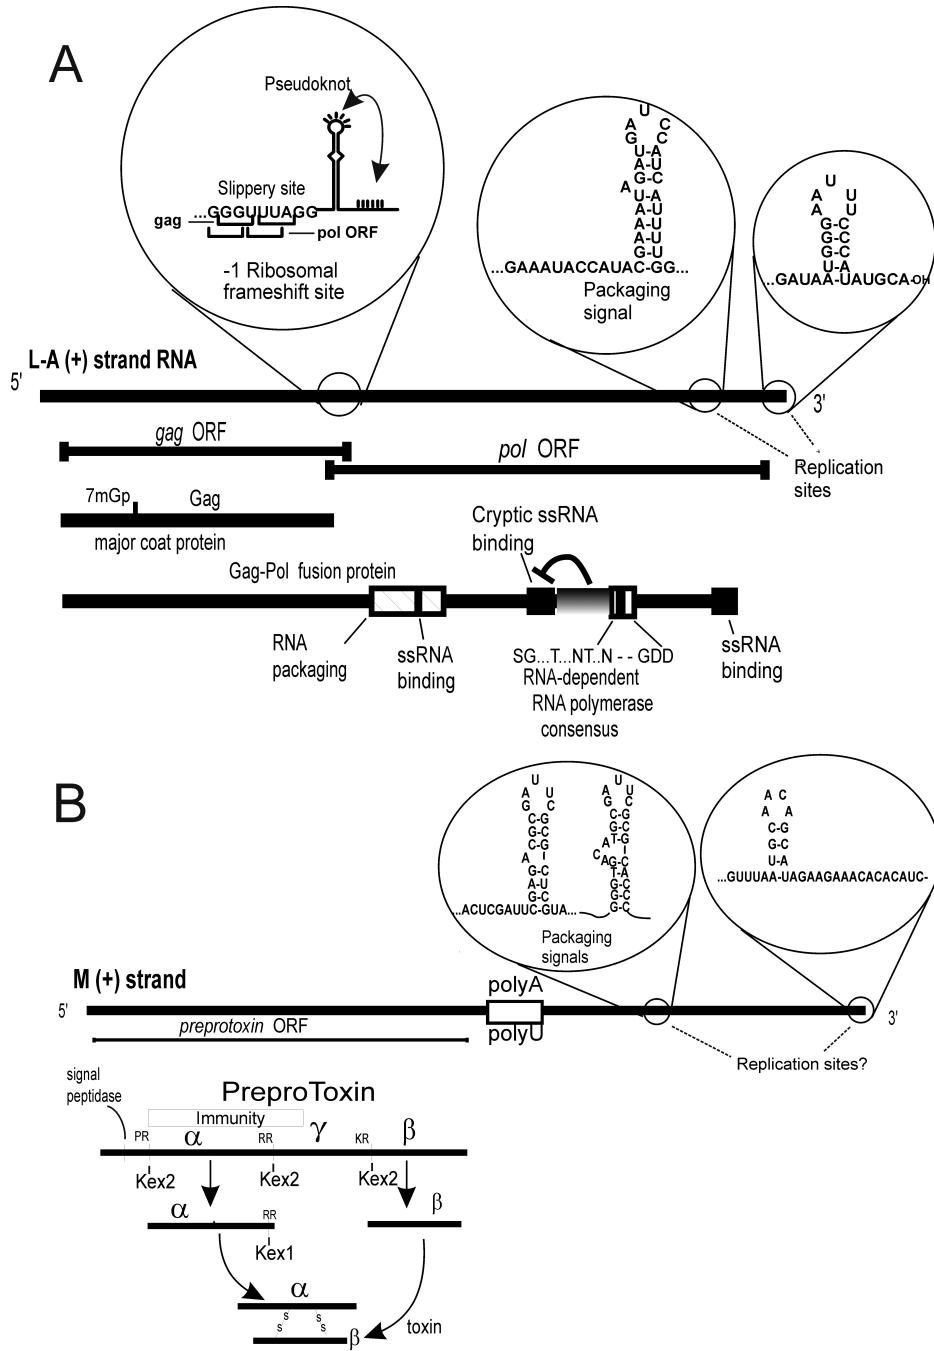 A
Pseudoknot
Slippery site
...GGGUUUAGG
gag
pol ORF
-1 Ribosomal
frameshift site
U
A C
G C
U-A
A U
G-C
A
U A
A-U
A-U
A-U
G-U
...GAAAUACCAUAC-GG...
Packaging
signal
U
A U
A U
G C
G C
G C
U-A
..GAUAA-UAUGCA-OH
L-A (+) strand RNA
5'
3'
gag ORF
pol ORF
Replication
sites
7mGp
Gag
major coat protein
Cryptic ssRNA
binding
Gag-Pol fusion protein
RNA
packaging
ssRNA
binding
SG...T...NT..N - - GDD
RNA-dependent
RNA polymerase
consensus
ssRNA
binding
B
...ACUCGAUUC-GUA...
Packaging
signals
A C
A A
C-G
G-C
U-A
...GUUUAA-UAGAAGAAACACACAUC-
M (+) strand
5'
3'
polyA
polyU
preprotoxin ORF
Replication sites?
signal
peptidase
PreproToxin
Immunity
PR α RR γ KR β
Kex2 Kex2 Kex2
α RR β
Kex1
α
s s
s s
β
toxin